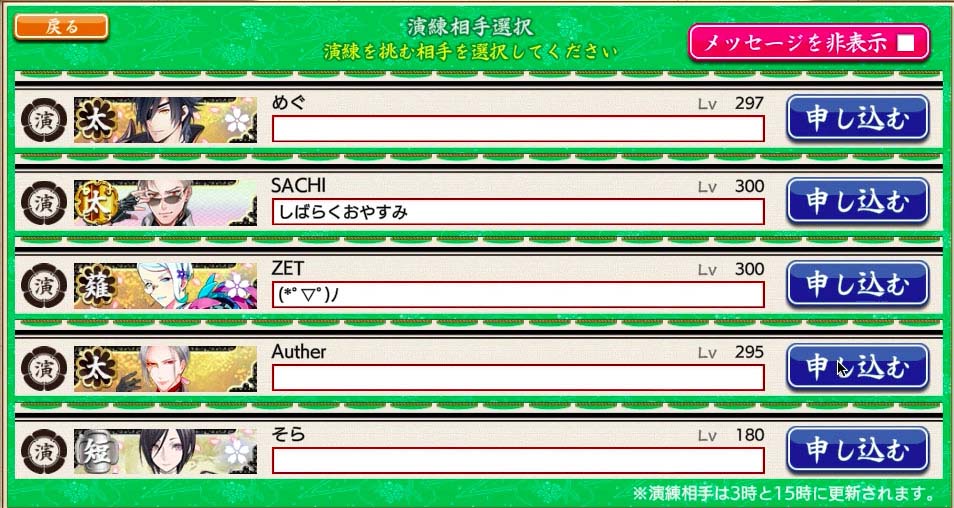 戻る
演練相手選択
演練を挑む相手を選択してください
メッセージを非表示
演 太 めぐ Lv 297 申し込む
演 太 SACHI Lv 300 申し込む
しばらくおやすみ
演 薙 ZET Lv 300 申し込む
(*ﾟ▽ﾟ)ﾉ
演 太 Auther Lv 295 申し込む
演 短 そら Lv 180 申し込む
※演練相手は3時と15時に更新されます。